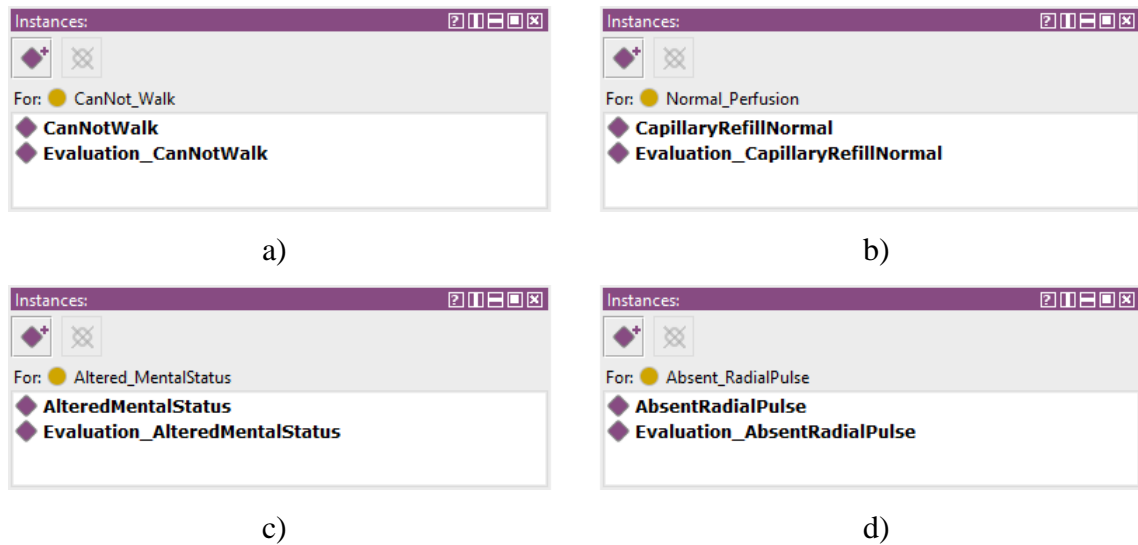 Instances:
For: CanNot_Walk
CanNotWalk
Evaluation_CanNotWalk
a)
Instances:
For: Normal_Perfusion
CapillaryRefillNormal
Evaluation_CapillaryRefillNormal
b)
Instances:
For: Altered_MentalStatus
AlteredMentalStatus
Evaluation_AlteredMentalStatus
c)
Instances:
For: Absent_RadialPulse
AbsentRadialPulse
Evaluation_AbsentRadialPulse
d)